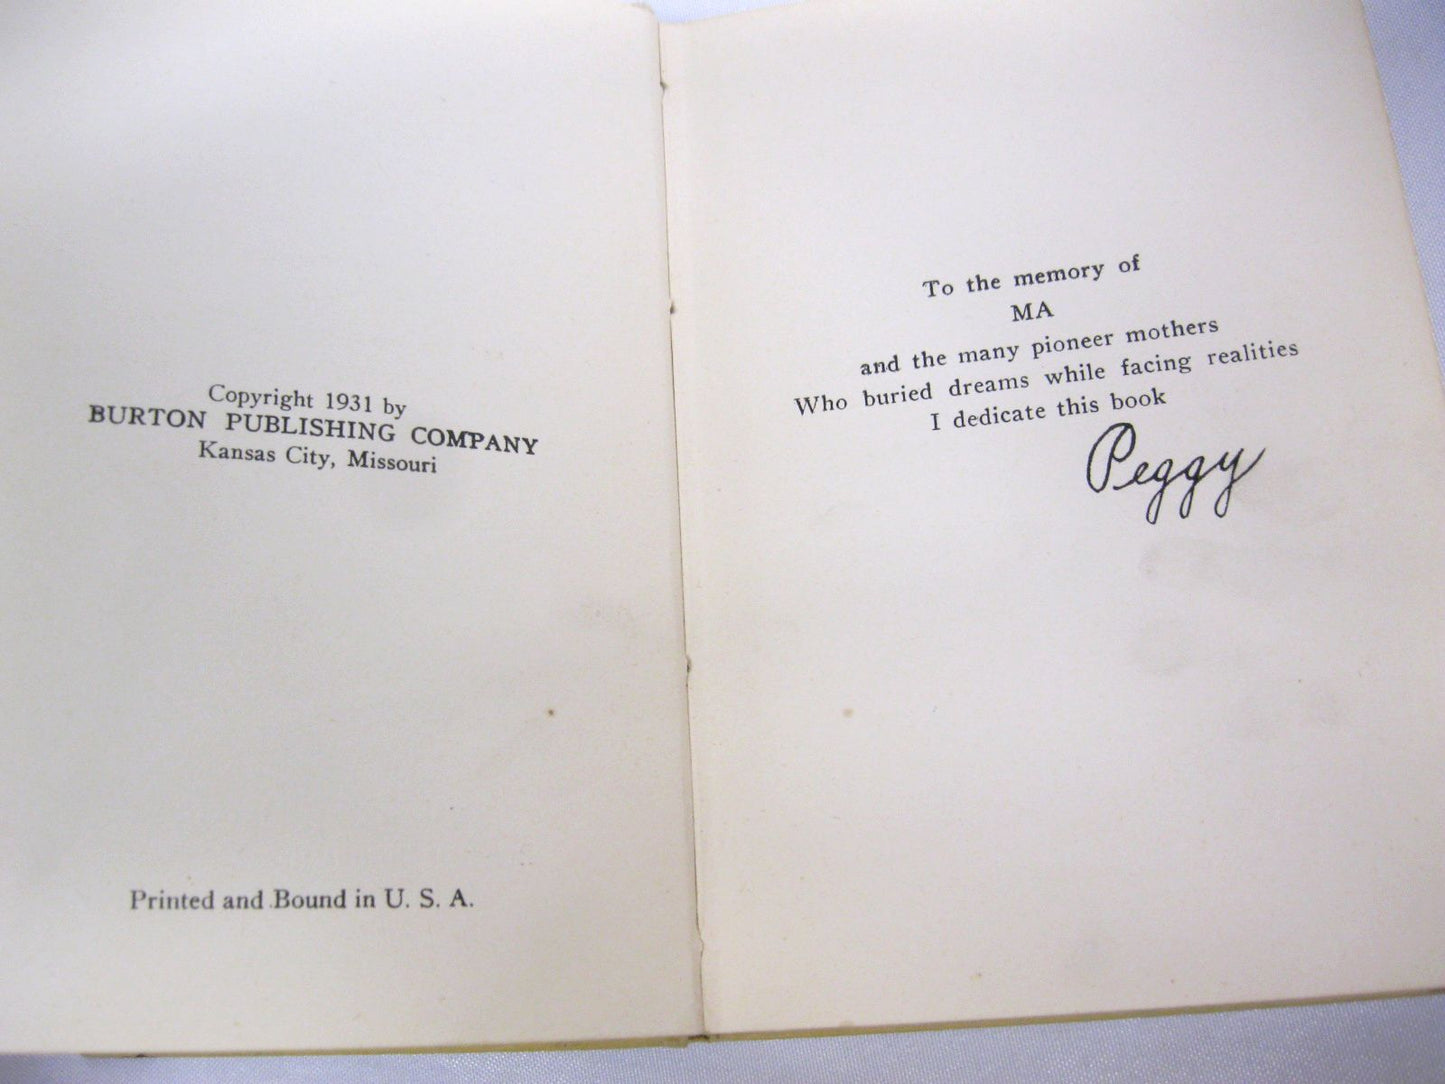 Copyright 1931 by
BURTON PUBLISHING COMPANY
Kansas City, Missouri
Printed and Bound in U. S. A.
To the memory of
MA
and the many pioneer mothers
Who buried dreams while facing realities
I dedicate this book
Peggy